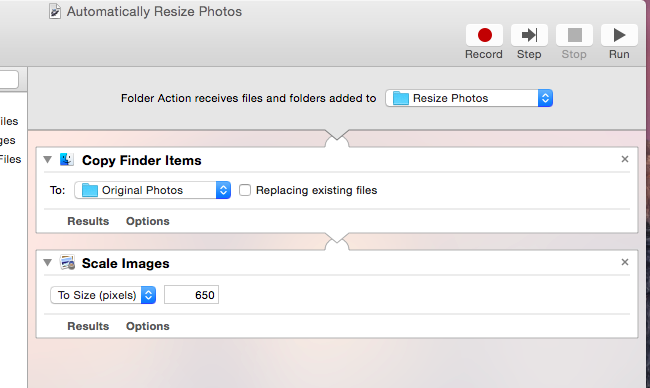 Automatically Resize Photos
Record Step Stop Run
Folder Action receives files and folders added to Resize Photos
iles
ges
Files
Copy Finder Items
To: Original Photos Replacing existing files
Results Options
Scale Images
To Size (pixels) 650
Results Options